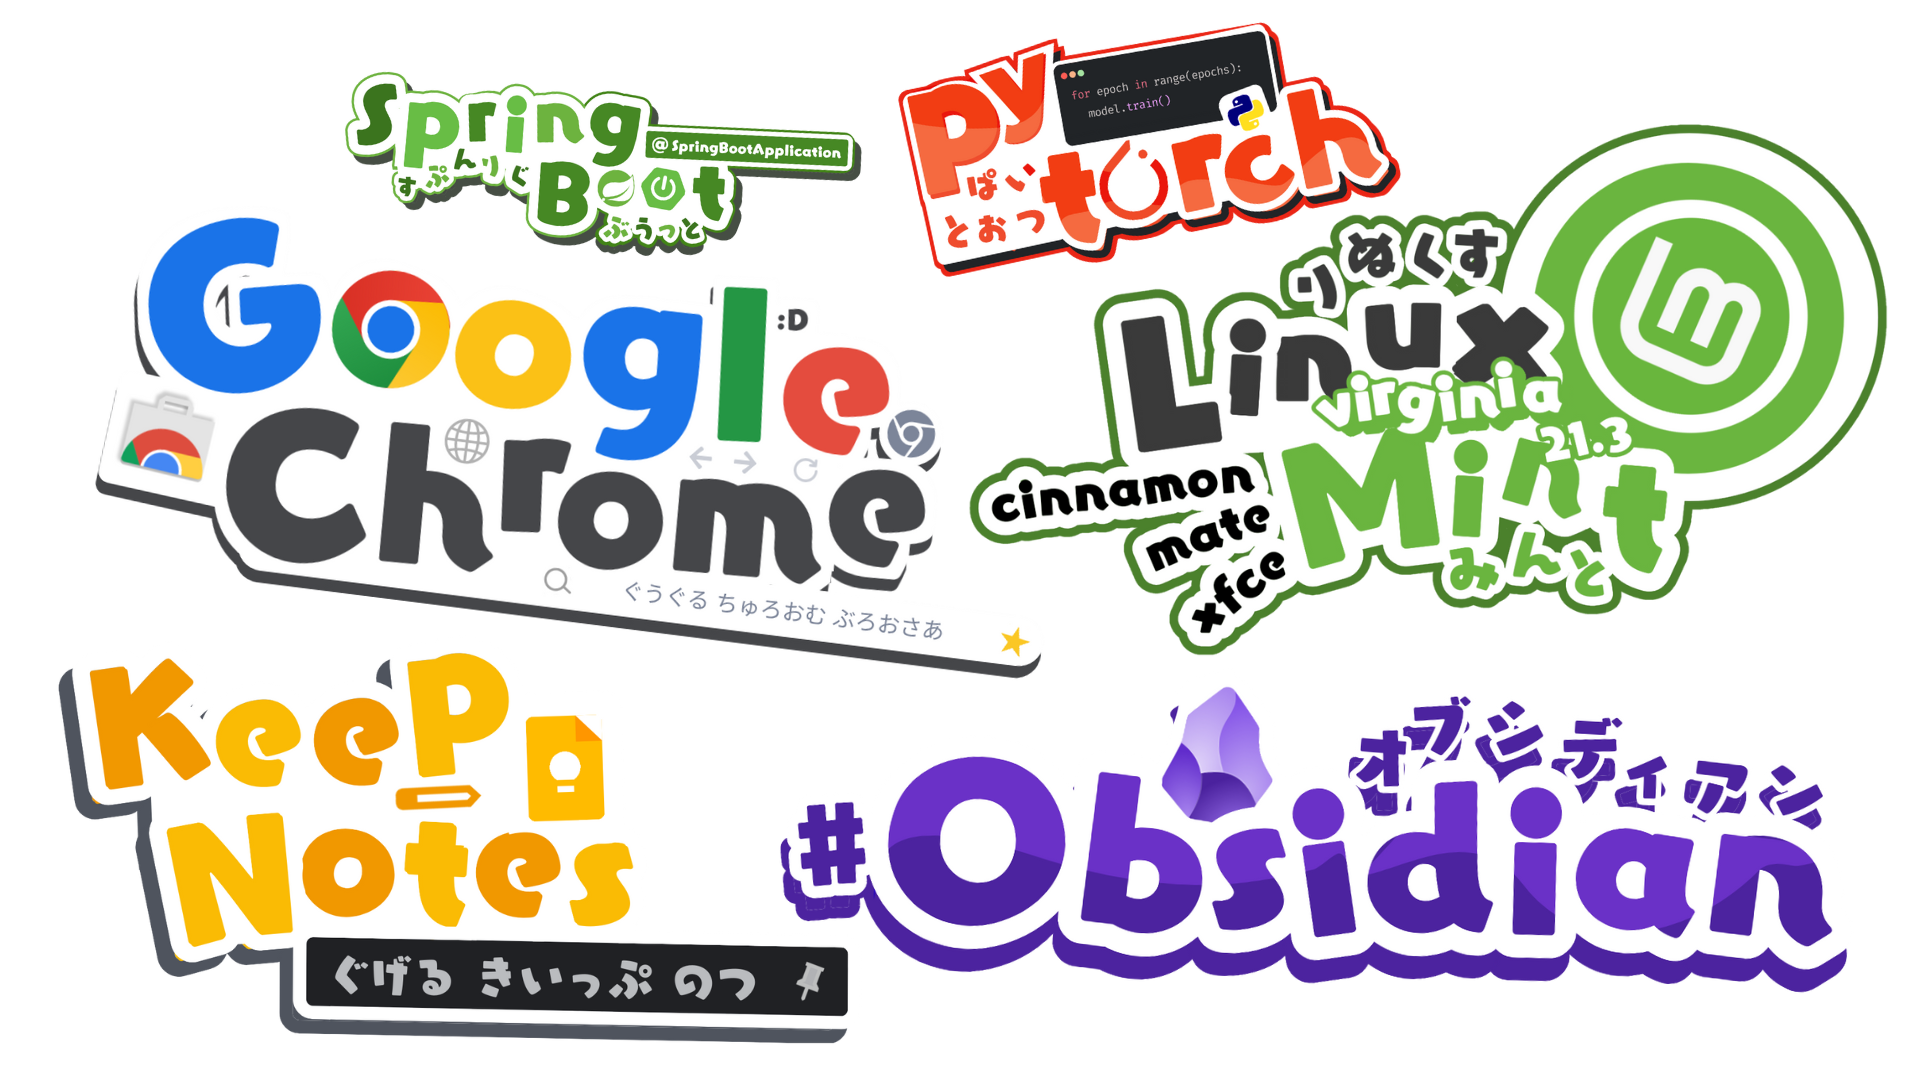 Spring
@SpringBootApplication
すぷんりぐ
Boot
ぶうっと
py
for epoch in range(epochs):
model.train()
ぱい
torch
とおつ
Google
:D
Chrome
ぐうぐる ちゅろおむ ぶろおさあ
りぬくす
Linux
virginia
21.3
Mint
みんと
cinnamon
mate
xfce
lm
KeeP
Notes
ぐげる きいっぷ のつ
オブシディアン
#Obsidian